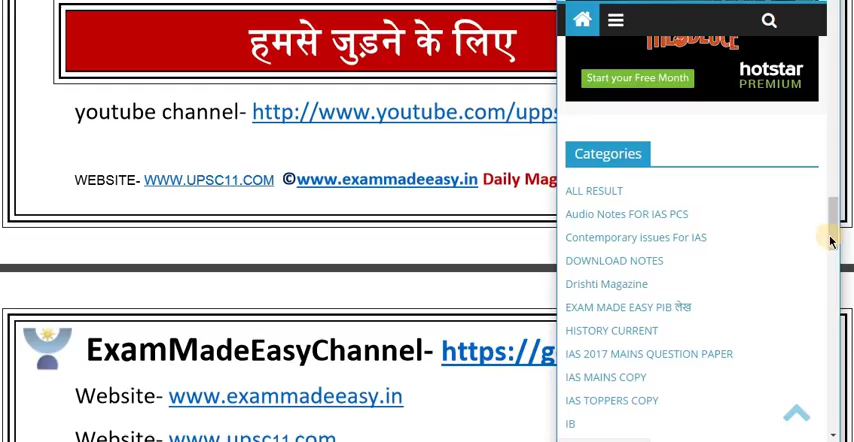 हमसे जुड़ने के लिए
youtube channel- http://www.youtube.com/upps
WEBSITE- WWW.UPSC11.COM ©www.exammadeeasy.in Daily Mag
ExamMadeEasyChannel- https://g
Website- www.exammadeeasy.in
Website- www.upsc11.com
Start your Free Month
hotstar
PREMIUM
Categories
ALL RESULT
Audio Notes FOR IAS PCS
Contemporary issues For IAS
DOWNLOAD NOTES
Drishti Magazine
EXAM MADE EASY PIB लेख
HISTORY CURRENT
IAS 2017 MAINS QUESTION PAPER
IAS MAINS COPY
IAS TOPPERS COPY
IB